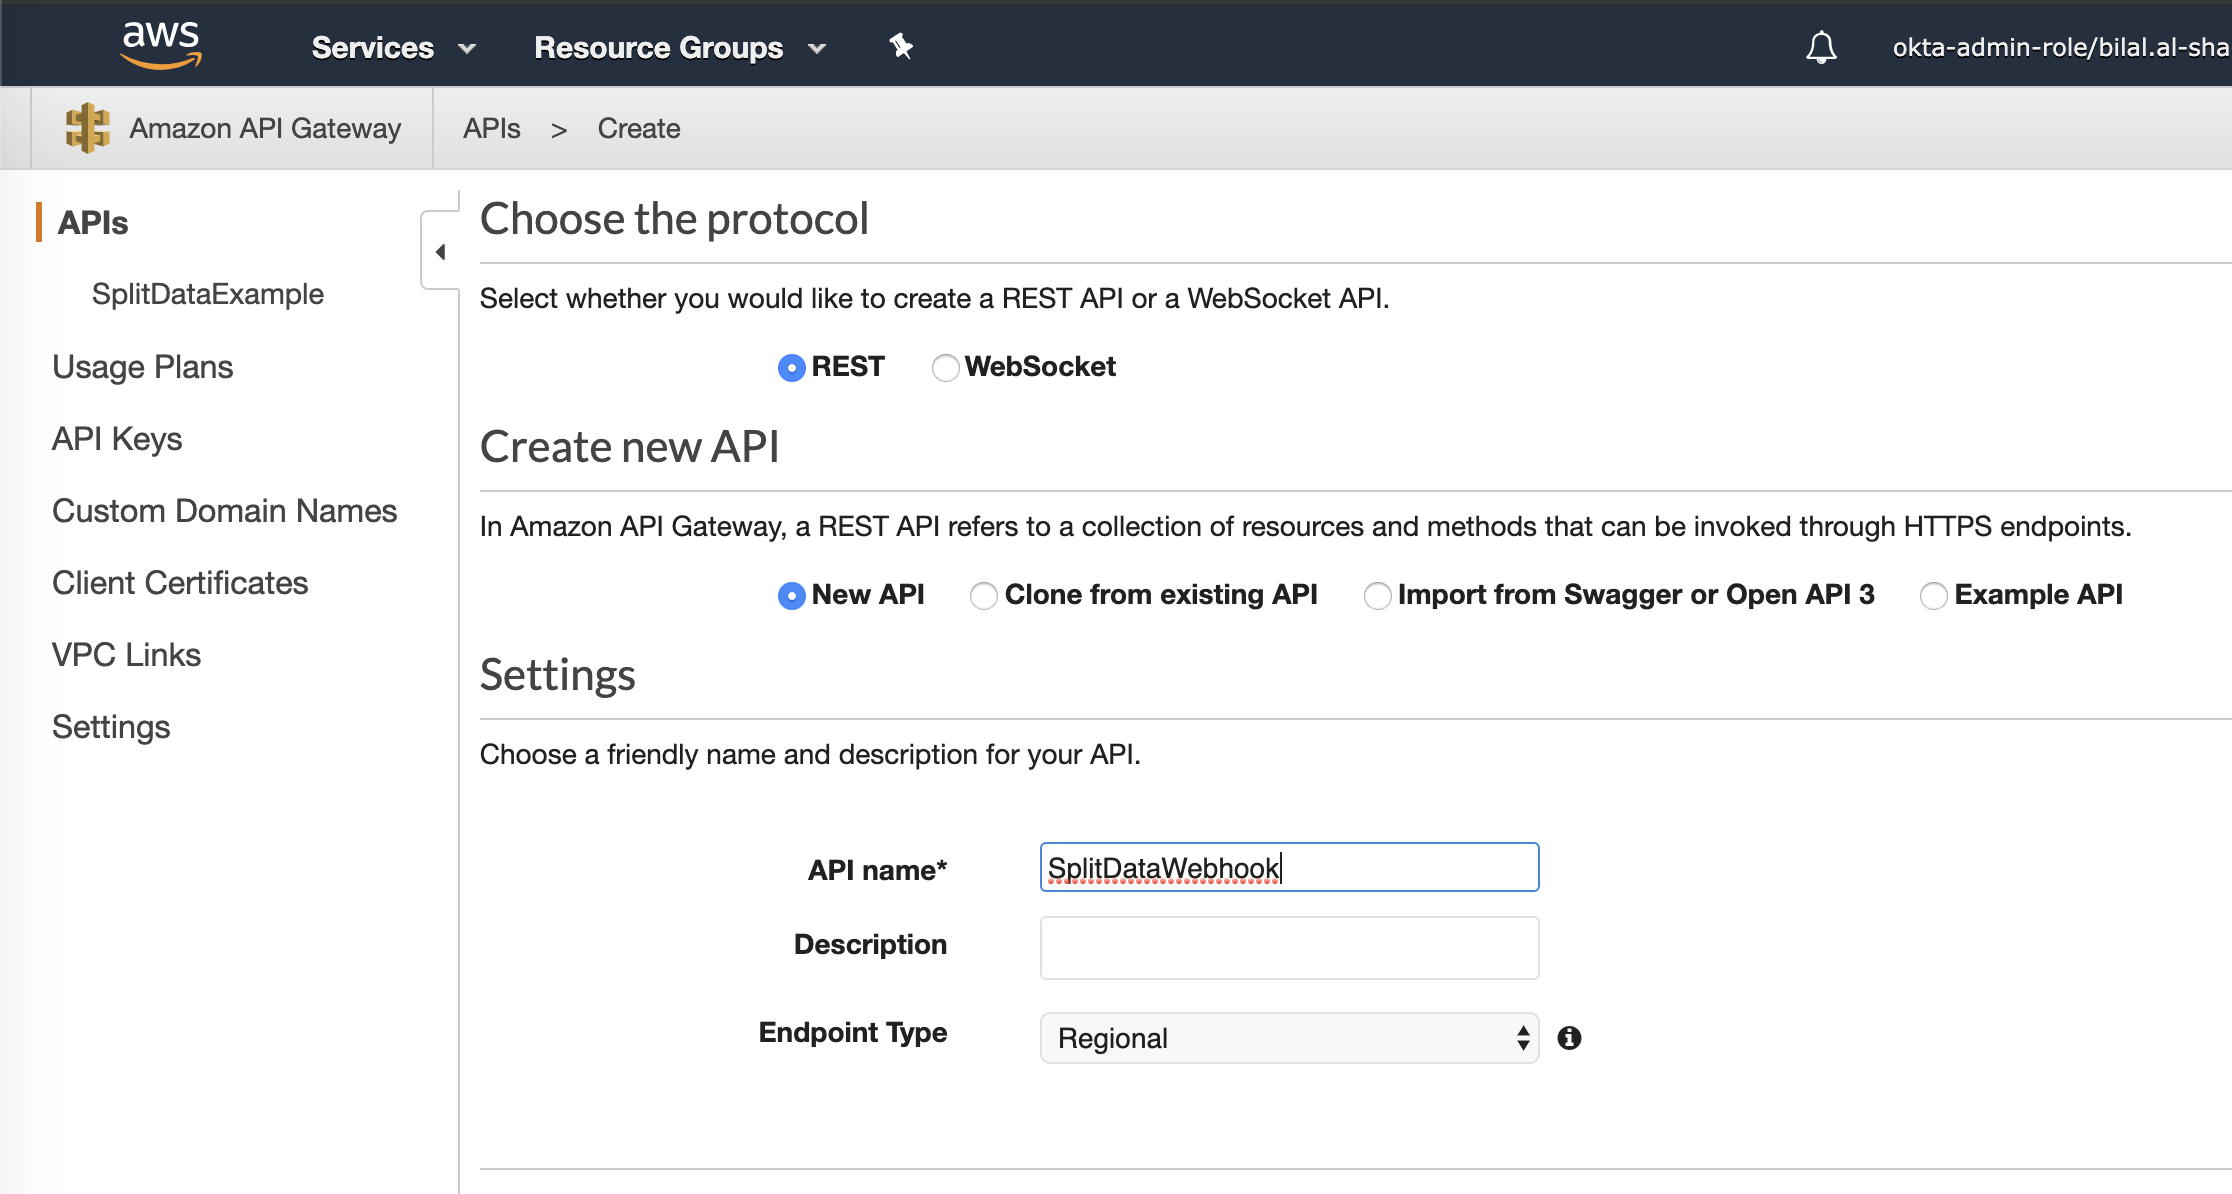 aws Services Resource Groups okta-admin-role/bilal.al-sha
Amazon API Gateway APIs > Create
APIs
SplitDataExample
Usage Plans
API Keys
Custom Domain Names
Client Certificates
VPC Links
Settings
Choose the protocol
Select whether you would like to create a REST API or a WebSocket API.
REST WebSocket
Create new API
In Amazon API Gateway, a REST API refers to a collection of resources and methods that can be invoked through HTTPS endpoints.
New API Clone from existing API Import from Swagger or Open API 3 Example API
Settings
Choose a friendly name and description for your API.
API name* SplitDataWebhook
Description
Endpoint Type Regional